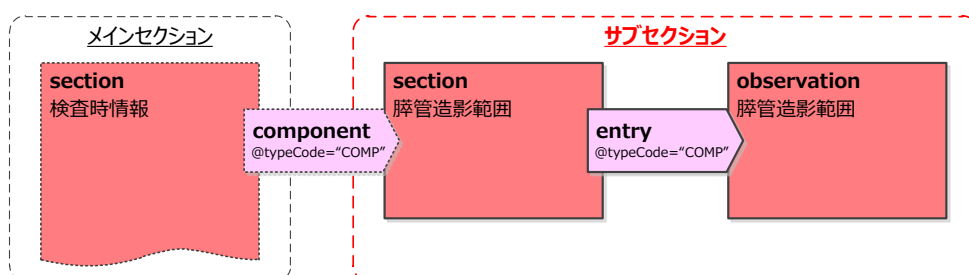 メインセクション
サブセクション
section
検査時情報
component
@typeCode=“COMP”
section
膵管造影範囲
entry
@typeCode=“COMP”
observation
膵管造影範囲